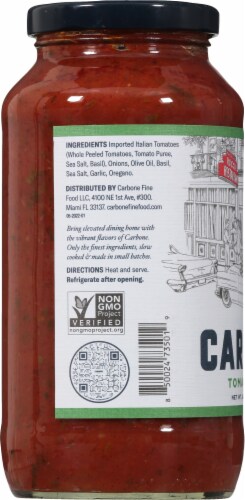 INGREDIENTS Imported Italian Tomatoes
(Whole Peeled Tomatoes, Tomato Puree,
Sea Salt, Basil), Onions, Olive Oil, Basil,
Sea Salt, Garlic, Oregano.
DISTRIBUTED BY Carbone Fine
Food LLC, 4100 NE 1st Ave, #300.
Miami FL 33137. carbonefinefood.com.
Bring elevated dining home with
the vibrant flavors of Carbone.
Only the finest ingredients, slow
cooked & made in small batches.
DIRECTIONS Heat and serve.
Refrigerate after opening.
NON
GMO
Project
VERIFIED
nongmoproject.org
CAR
TOM
NET